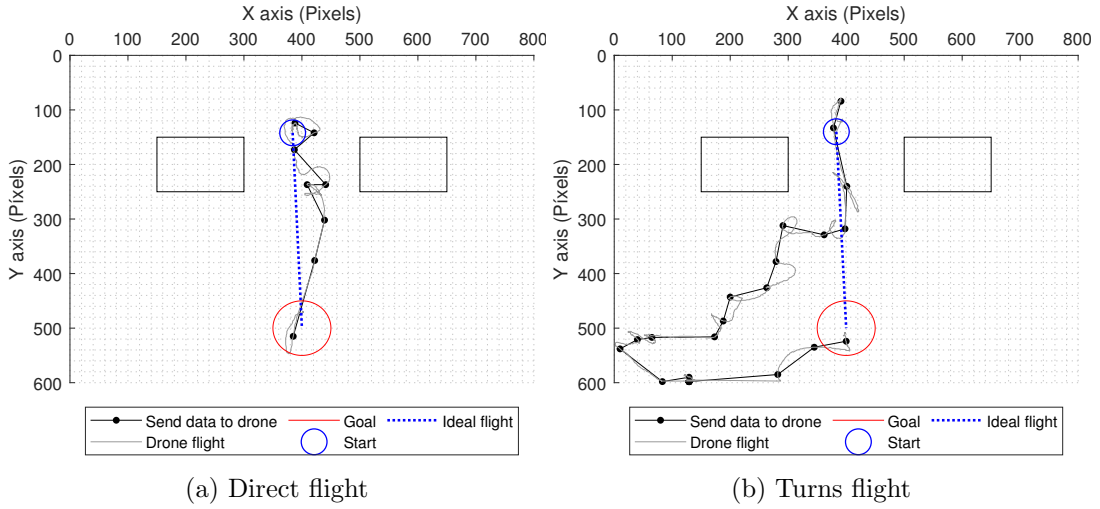 X axis (Pixels)
0 100 200 300 400 500 600 700 800
0
100
200
300
400
500
600
Y axis (Píxels)
Send data to drone
Goal
Ideal flight
Drone flight
Start
(a) Direct flight
X axis (Pixels)
0 100 200 300 400 500 600 700 800
0
100
200
300
400
500
600
Y axis (Píxels)
Send data to drone
Goal
Ideal flight
Drone flight
Start
(b) Turns flight